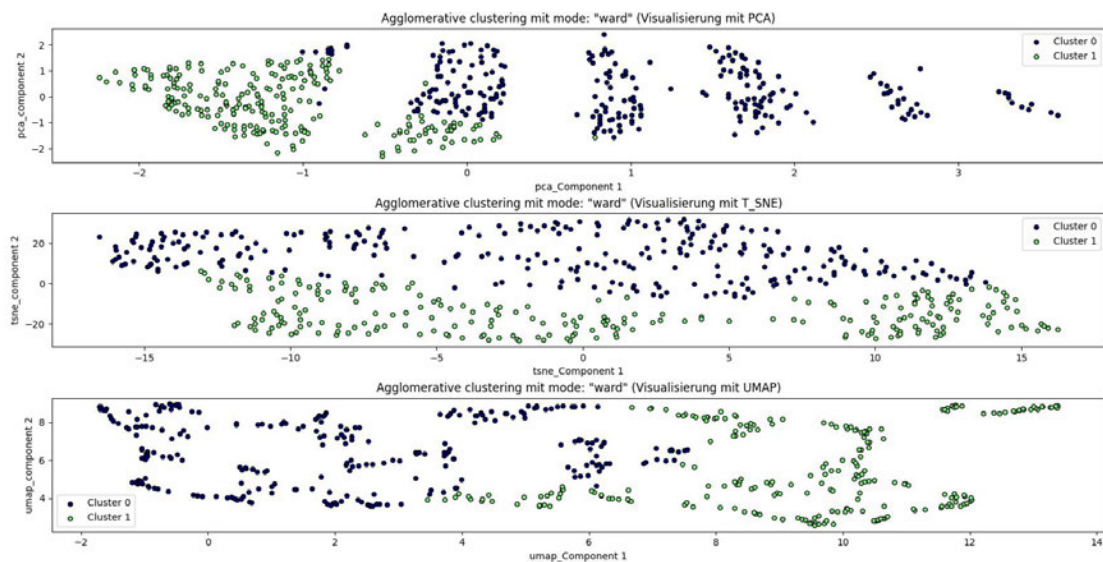 Agglomerative clustering mit mode: "ward" (Visualisierung mit PCA)
pca_component 2
2
1
0
−1
−2
Cluster 0
Cluster 1
−2 −1 0 1 2 3
pca_Component 1
Agglomerative clustering mit mode: "ward" (Visualisierung mit T_SNE)
tsne_component 2
20
0
−20
Cluster 0
Cluster 1
−15 −10 −5 0 5 10 15
tsne_Component 1
Agglomerative clustering mit mode: "ward" (Visualisierung mit UMAP)
umap_component 2
8
6
4
Cluster 0
Cluster 1
−2 0 2 4 6 8 10 12 14
umap_Component 1